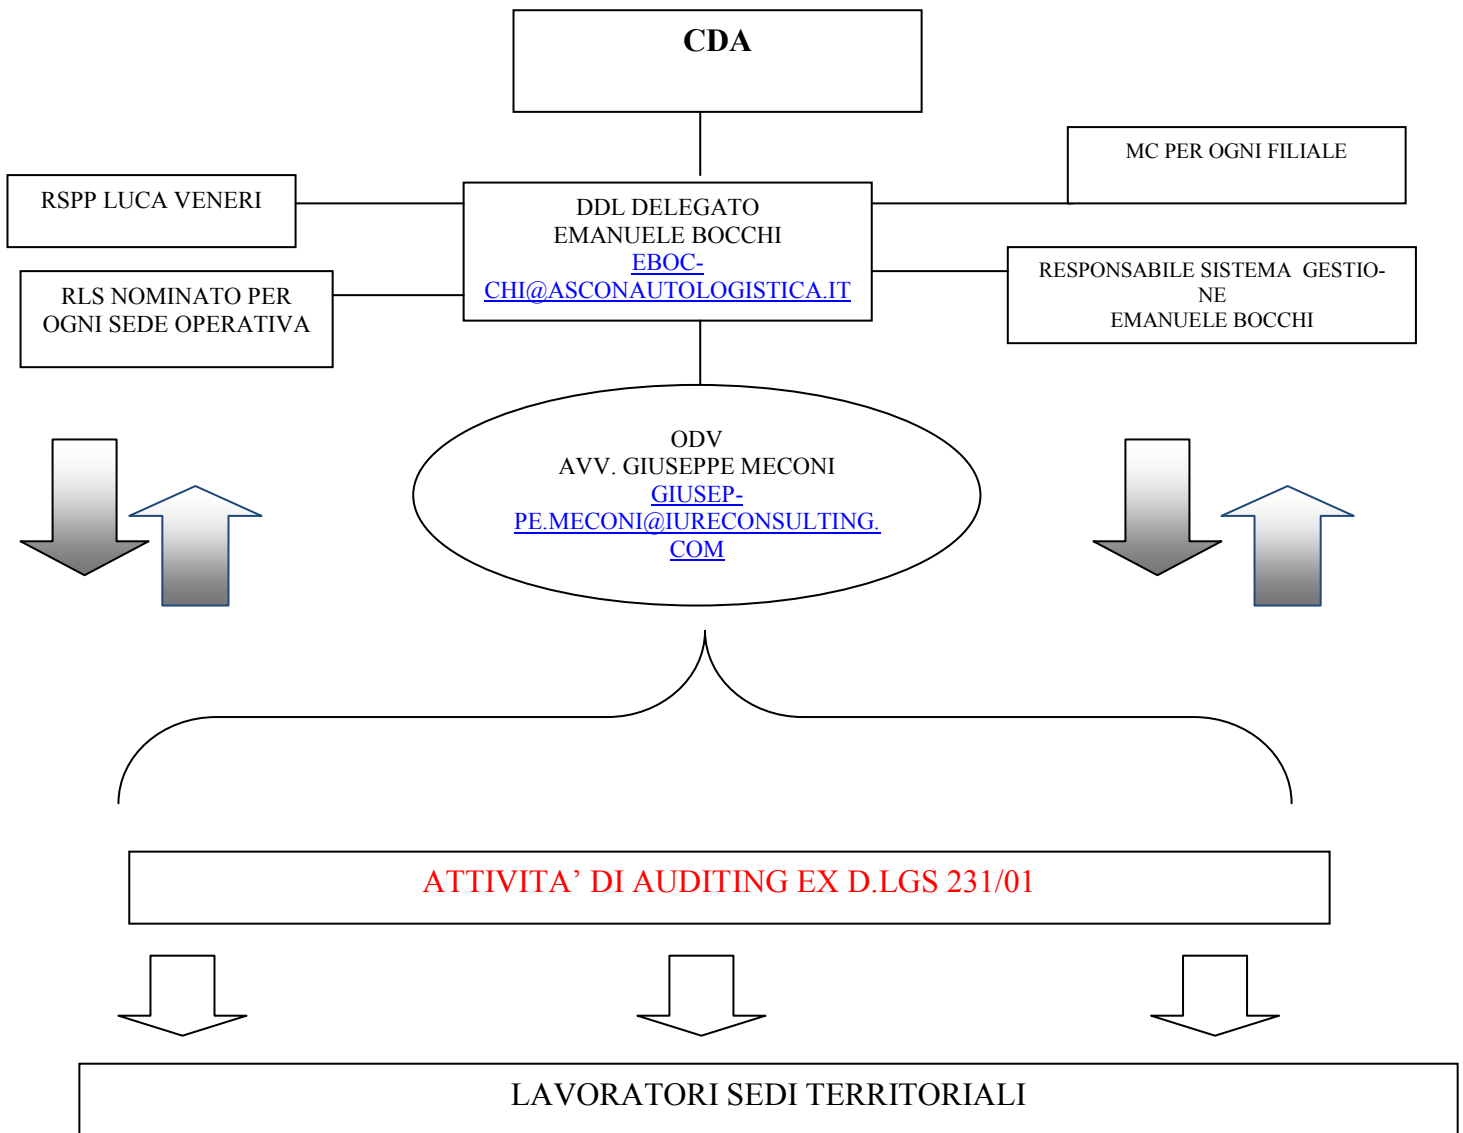 CDA
MC PER OGNI FILIALE
RSPP LUCA VENERI
DDL DELEGATO
EMANUELE BOCCHI
EBOC-
CHI@ASCONAUTOLOGISTICA.IT
RLS NOMINATO PER
OGNI SEDE OPERATIVA
RESPONSABILE SISTEMA GESTIO-
NE
EMANUELE BOCCHI
ODV
AVV. GIUSEPPE MECONI
GIUSEP-
PE.MECONI@IURECONSULTING.
COM
ATTIVITA’ DI AUDITING EX D.LGS 231/01
LAVORATORI SEDI TERRITORIALI